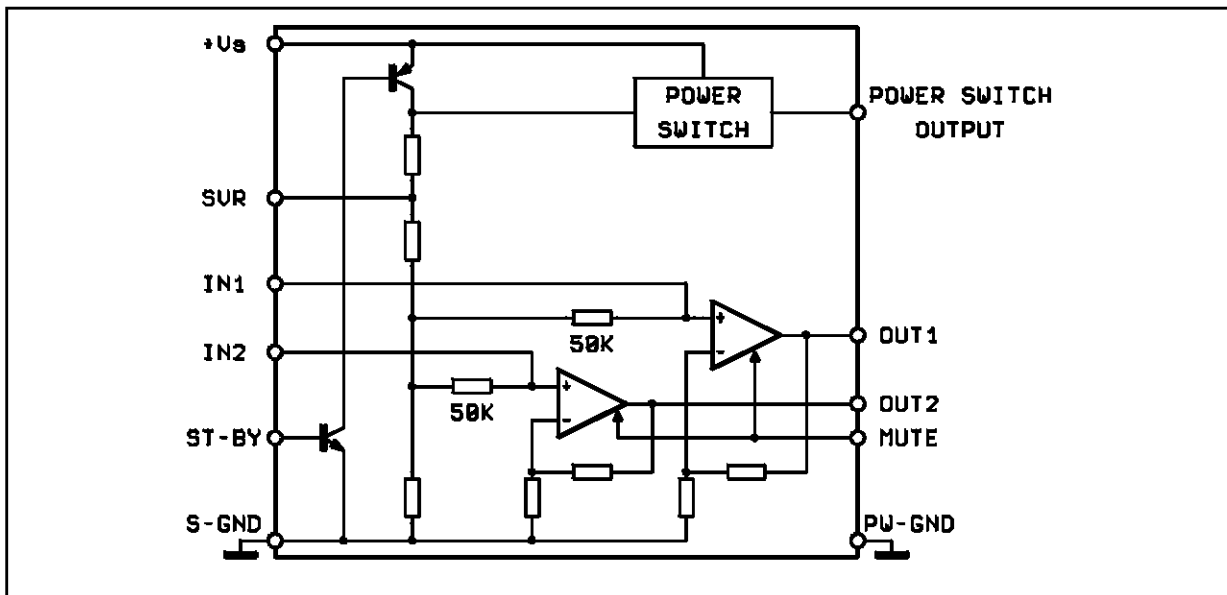 +Vs
POWER
SWITCH
POWER SWITCH
OUTPUT
SVR
IN1
+
50K
-
OUT1
IN2
+
50K
-
OUT2
ST-BY
MUTE
S-GND
PW-GND